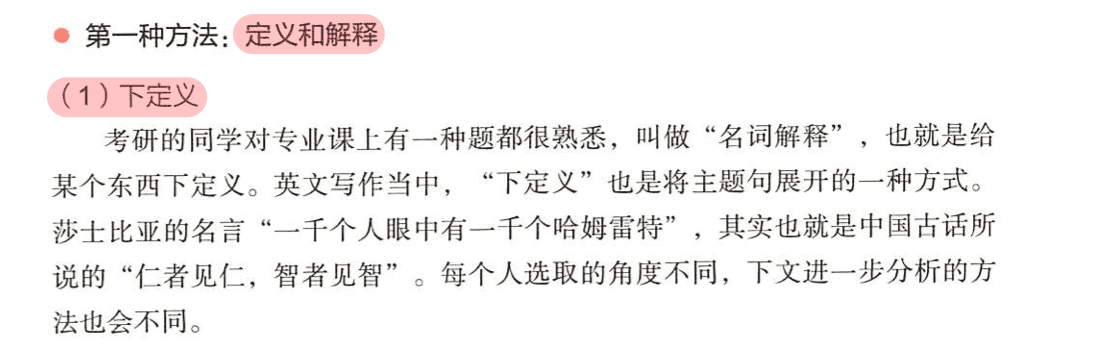 第一种方法：定义和解释
（1）下定义
考研的同学对专业课上有一种题都很熟悉，叫做“名词解释”，也就是给
某个东西下定义。英文写作当中，“下定义”也是将主题句展开的一种方式。
莎士比亚的名言“一千个人眼中有一千个哈姆雷特”，其实也就是中国古话所
说的“仁者见仁，智者见智”。每个人选取的角度不同，下文进一步分析的方
法也会不同。